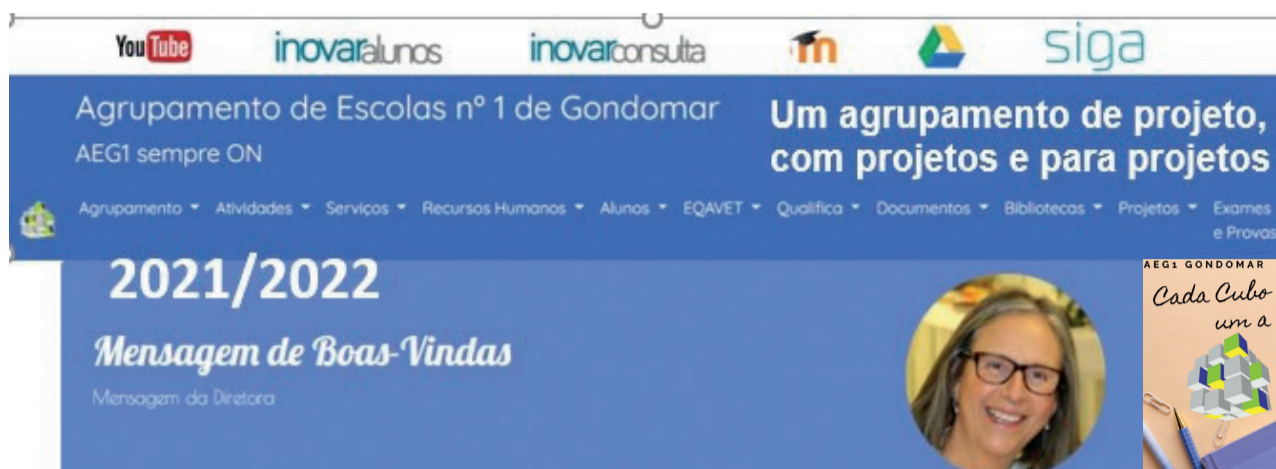 YouTube inovaralunos inovarconsulta siga
Agrupamento de Escolas nº 1 de Gondomar
AEG1 sempre ON
Um agrupamento de projeto,
com projetos e para projetos
Agrupamento Atividades Serviços Recursos Humanos Alunos EQAVET Qualifica Documentos Bibliotecas Projetos Exames
e Provas
2021/2022
Mensagem de Boas-Vindas
Mensagem da Diretora
AEG1 GONDOMAR
Cada Cubo
um a